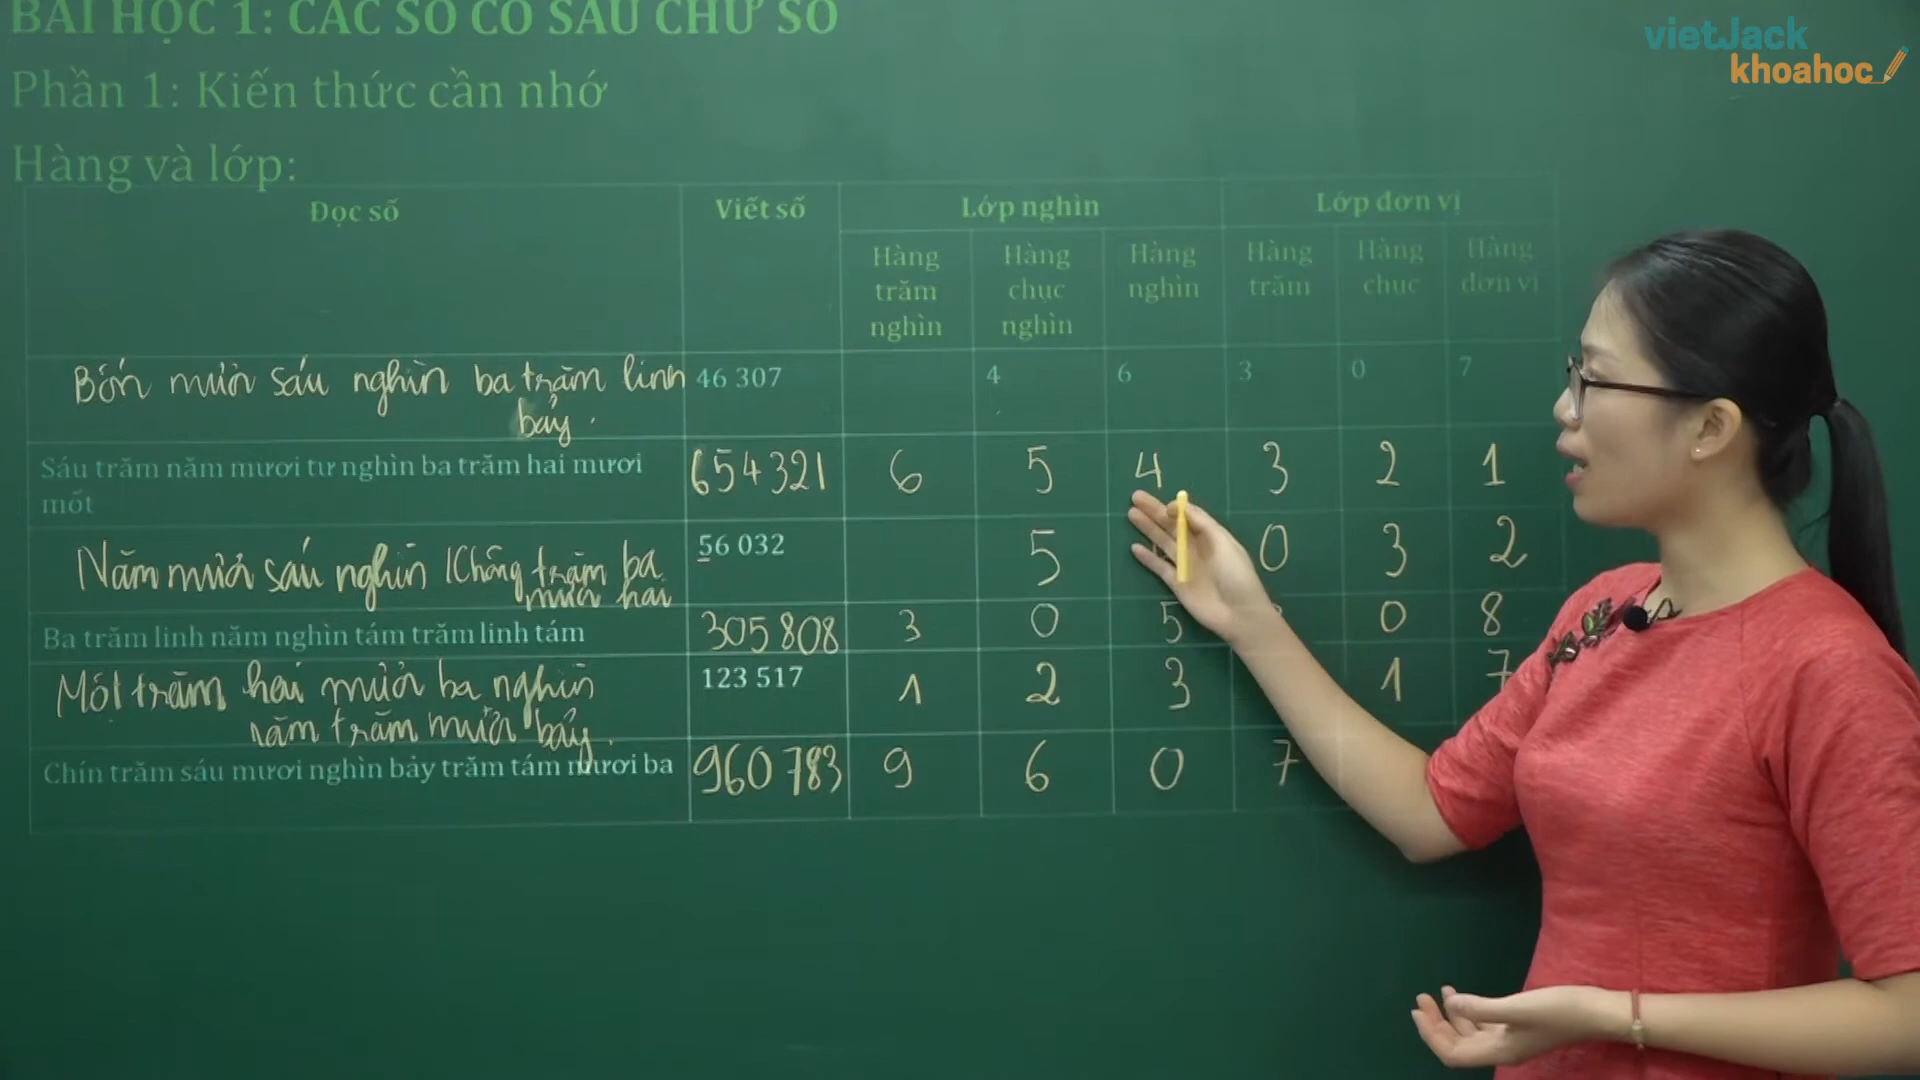 BÀI HỌC 1: CÁC SỐ CÓ SÁU CHỮ SỐ
vietJack
khoahoc
Phần 1: Kiến thức cần nhớ
Hàng và lớp:
Đọc số
Viết số
Lớp nghìn
Lớp đơn vị
Hàng trăm nghìn
Hàng chục nghìn
Hàng nghìn
Hàng trăm
Hàng chục
Hàng đơn vị
Bốn mươi sáu nghìn ba trăm linh
bảy.
46 307
4
6
3
0
7
Sáu trăm năm mươi tư nghìn ba trăm hai mươi
mốt
654321
6
5
4
3
2
1
Năm mươi sáu nghìn không trăm ba
mươi hai
56 032
5
0
3
2
Ba trăm linh năm nghìn tám trăm linh tám
305 808
3
0
5
0
8
Một trăm hai mươi ba nghìn
năm trăm mười bảy.
123 517
1
2
3
1
7
Chín trăm sáu mươi nghìn bảy trăm tám mươi ba
960 783
9
6
0
7